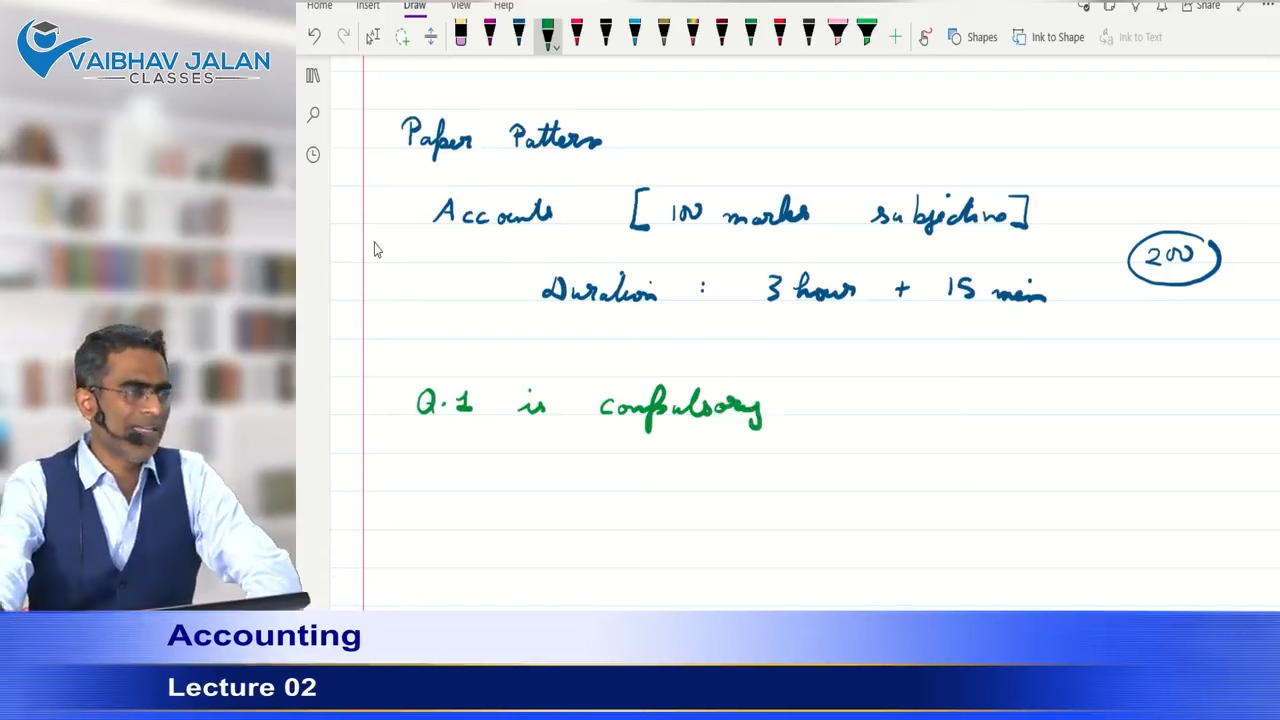 VAIBHAV JALAN
CLASSES
Home Insert Draw View Help Share
Shapes Ink to Shape Ink to Text
Paper Pattern
Accounts [100 marks subjective]
200
Duration : 3 hour + 15 min
Q.1 is compulsory
Accounting
Lecture 02